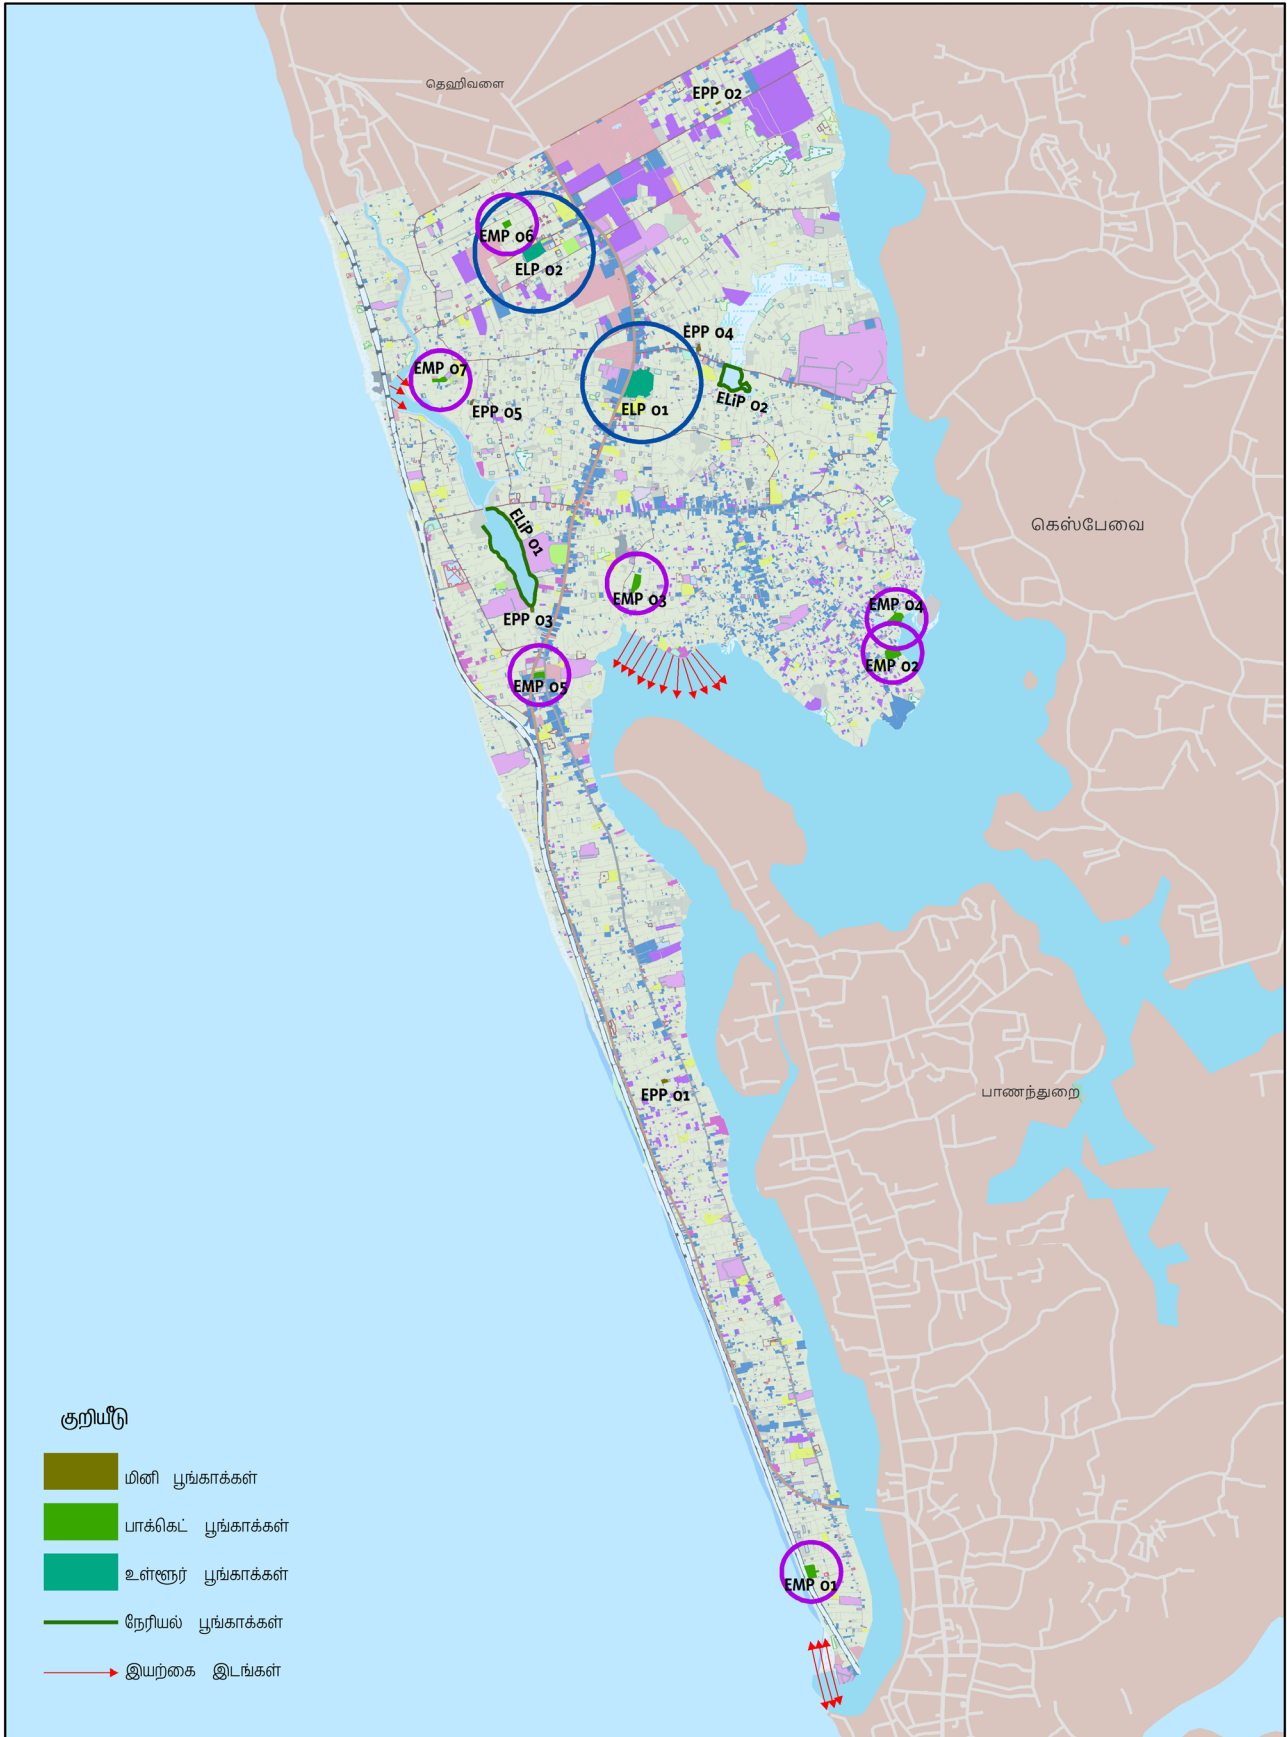 தெஹிவளை
EPP 02
EMP 06
ELP 02
EPP 04
EMP 07
ELP 01
ELiP 02
EPP 05
ELiP 01
கெஸ்பேவை
EMP 03
EMP 04
EPP 03
EMP 02
EMP 05
பாணந்துறை
EPP 01
EMP 01
குறியீடு
மினி பூங்காக்கள்
பாக்கெட் பூங்காக்கள்
உள்ளூர் பூங்காக்கள்
நேரியல் பூங்காக்கள்
இயற்கை இடங்கள்